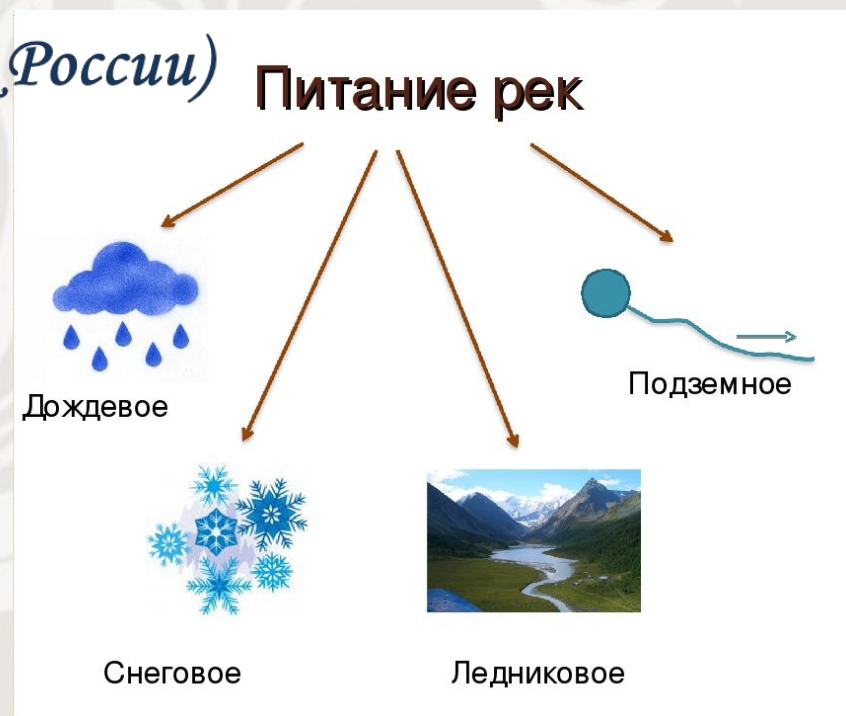 России)
Питание рек
Дождевое
Подземное
Снеговое
Ледниковое